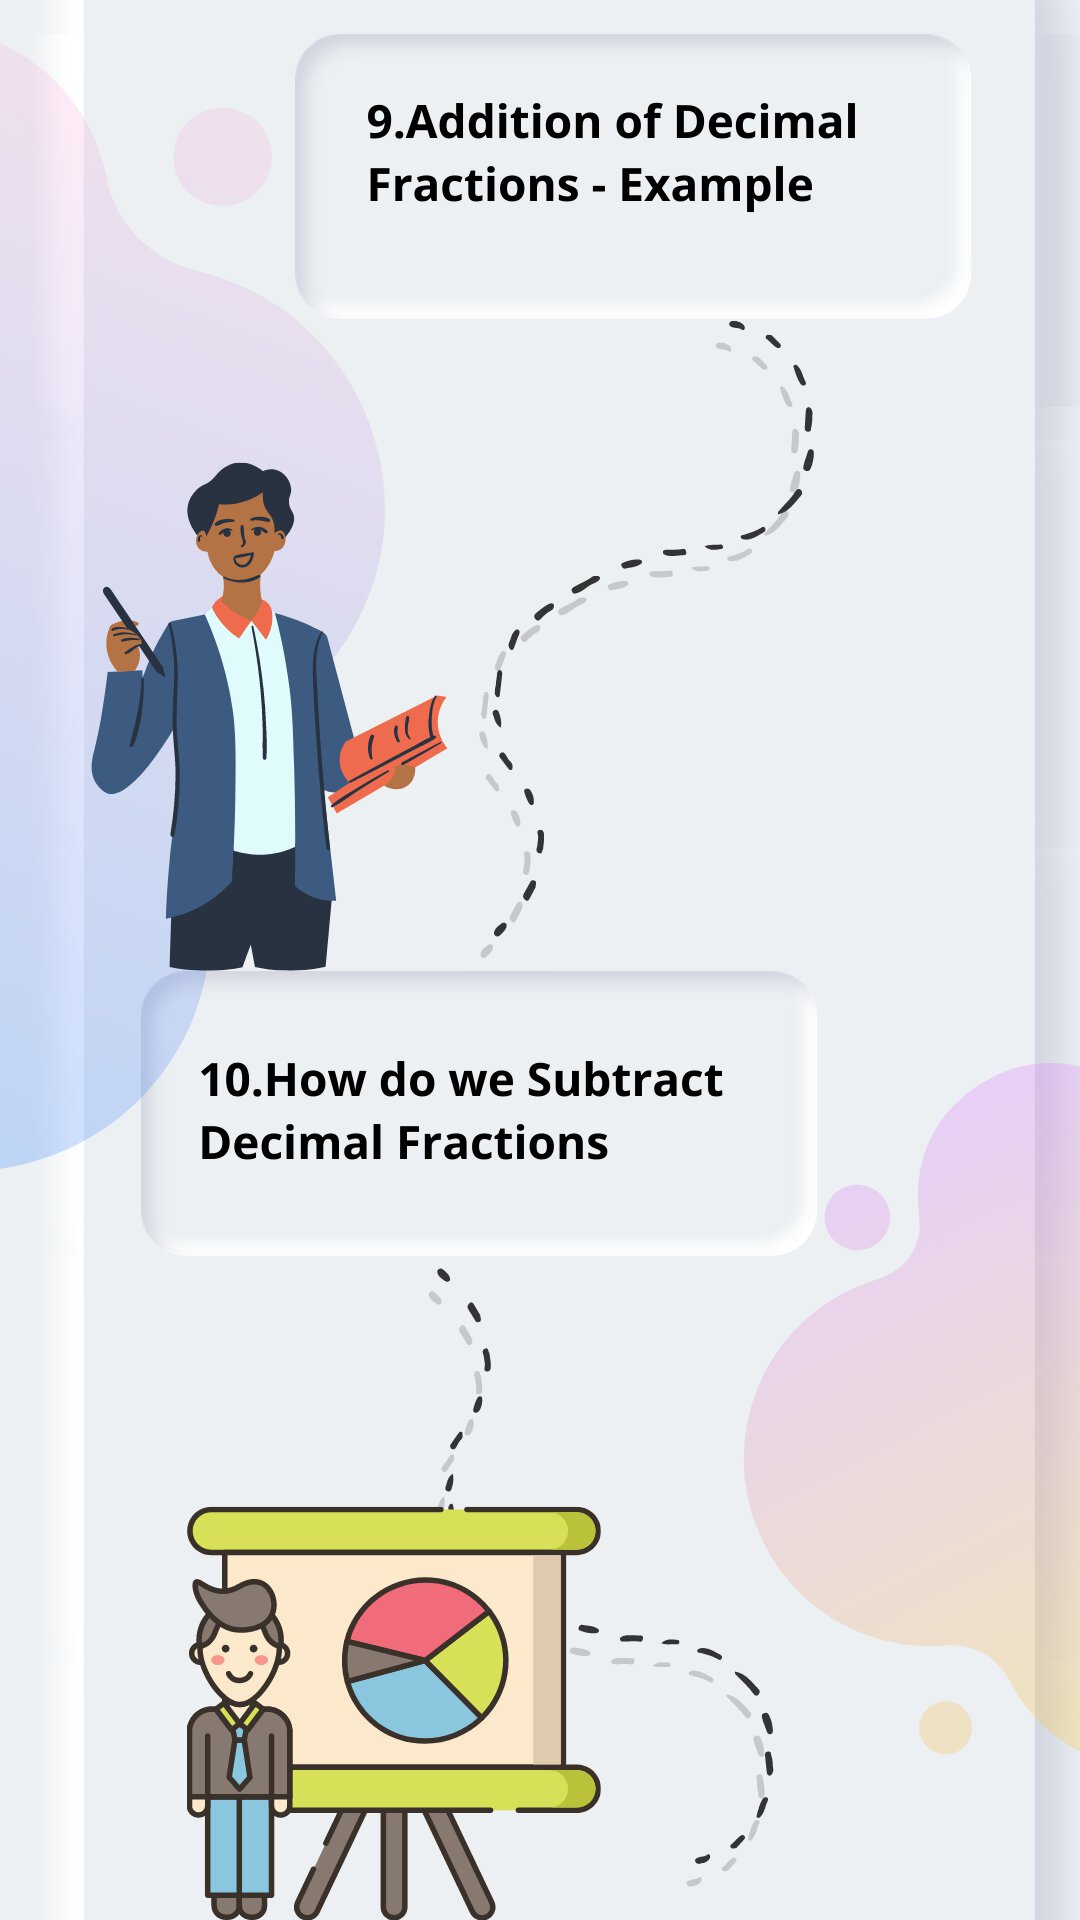 9.Addition of Decimal
Fractions - Example
10.How do we Subtract
Decimal Fractions